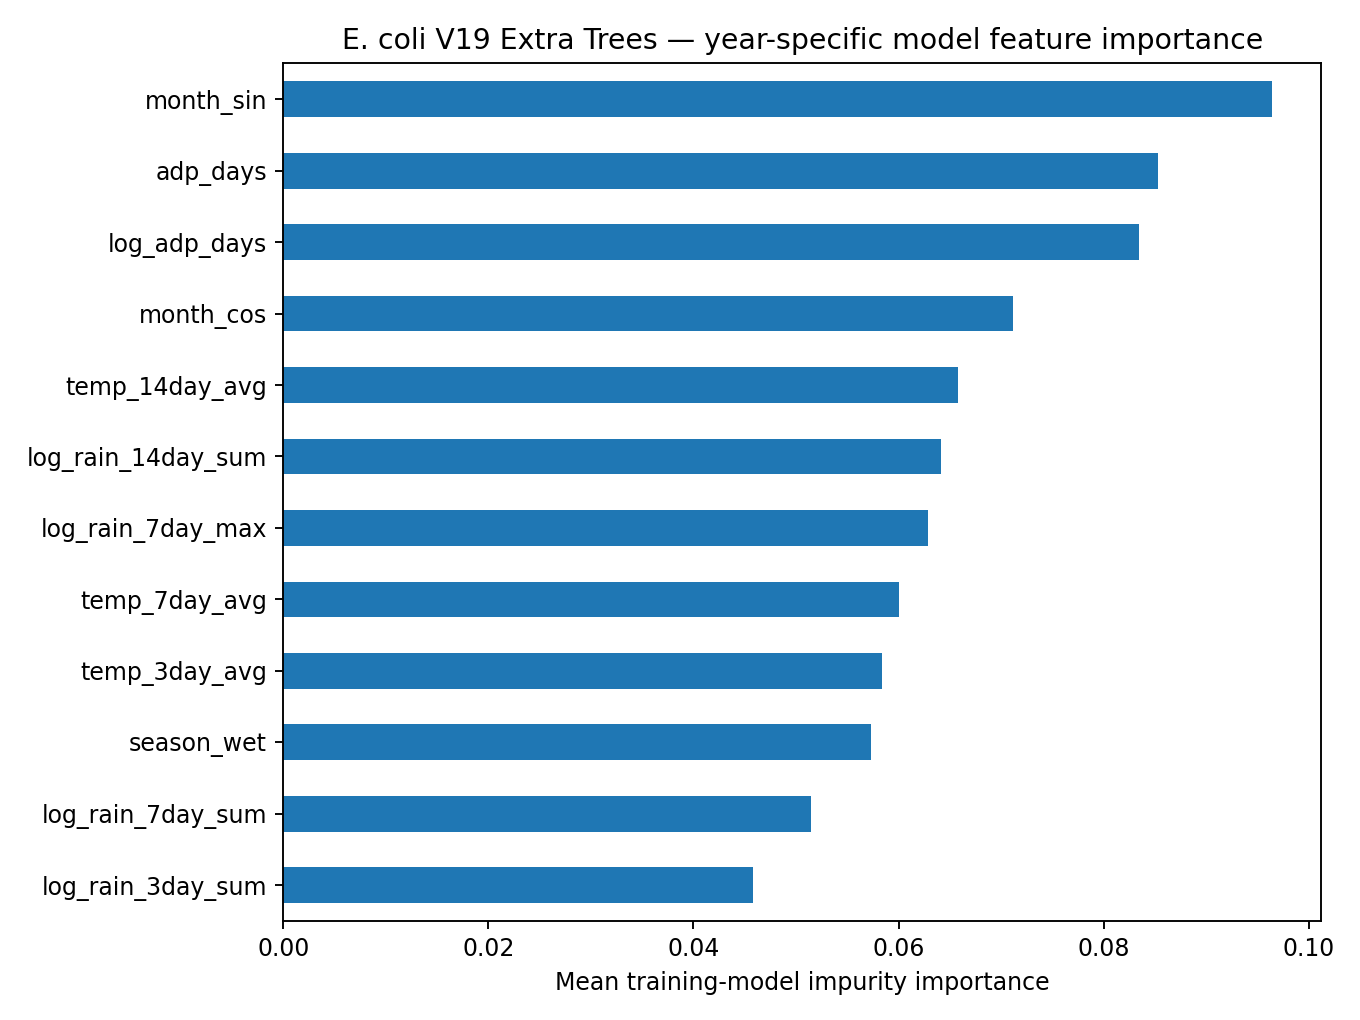 E. coli V19 Extra Trees — year-specific model feature importance
month_sin
adp_days
log_adp_days
month_cos
temp_14day_avg
log_rain_14day_sum
log_rain_7day_max
temp_7day_avg
temp_3day_avg
season_wet
log_rain_7day_sum
log_rain_3day_sum
0.00 0.02 0.04 0.06 0.08 0.10
Mean training-model impurity importance